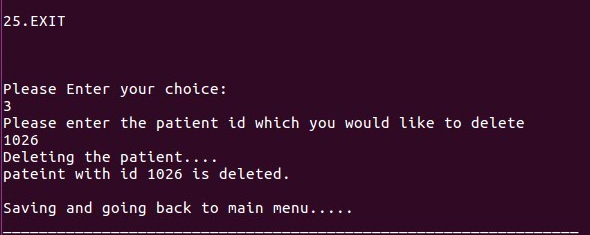 25.EXIT
Please Enter your choice:
3
Please enter the patient id which you would like to delete
1026
Deleting the patient....
pateint with id 1026 is deleted.
Saving and going back to main menu.....
________________________________________________________________